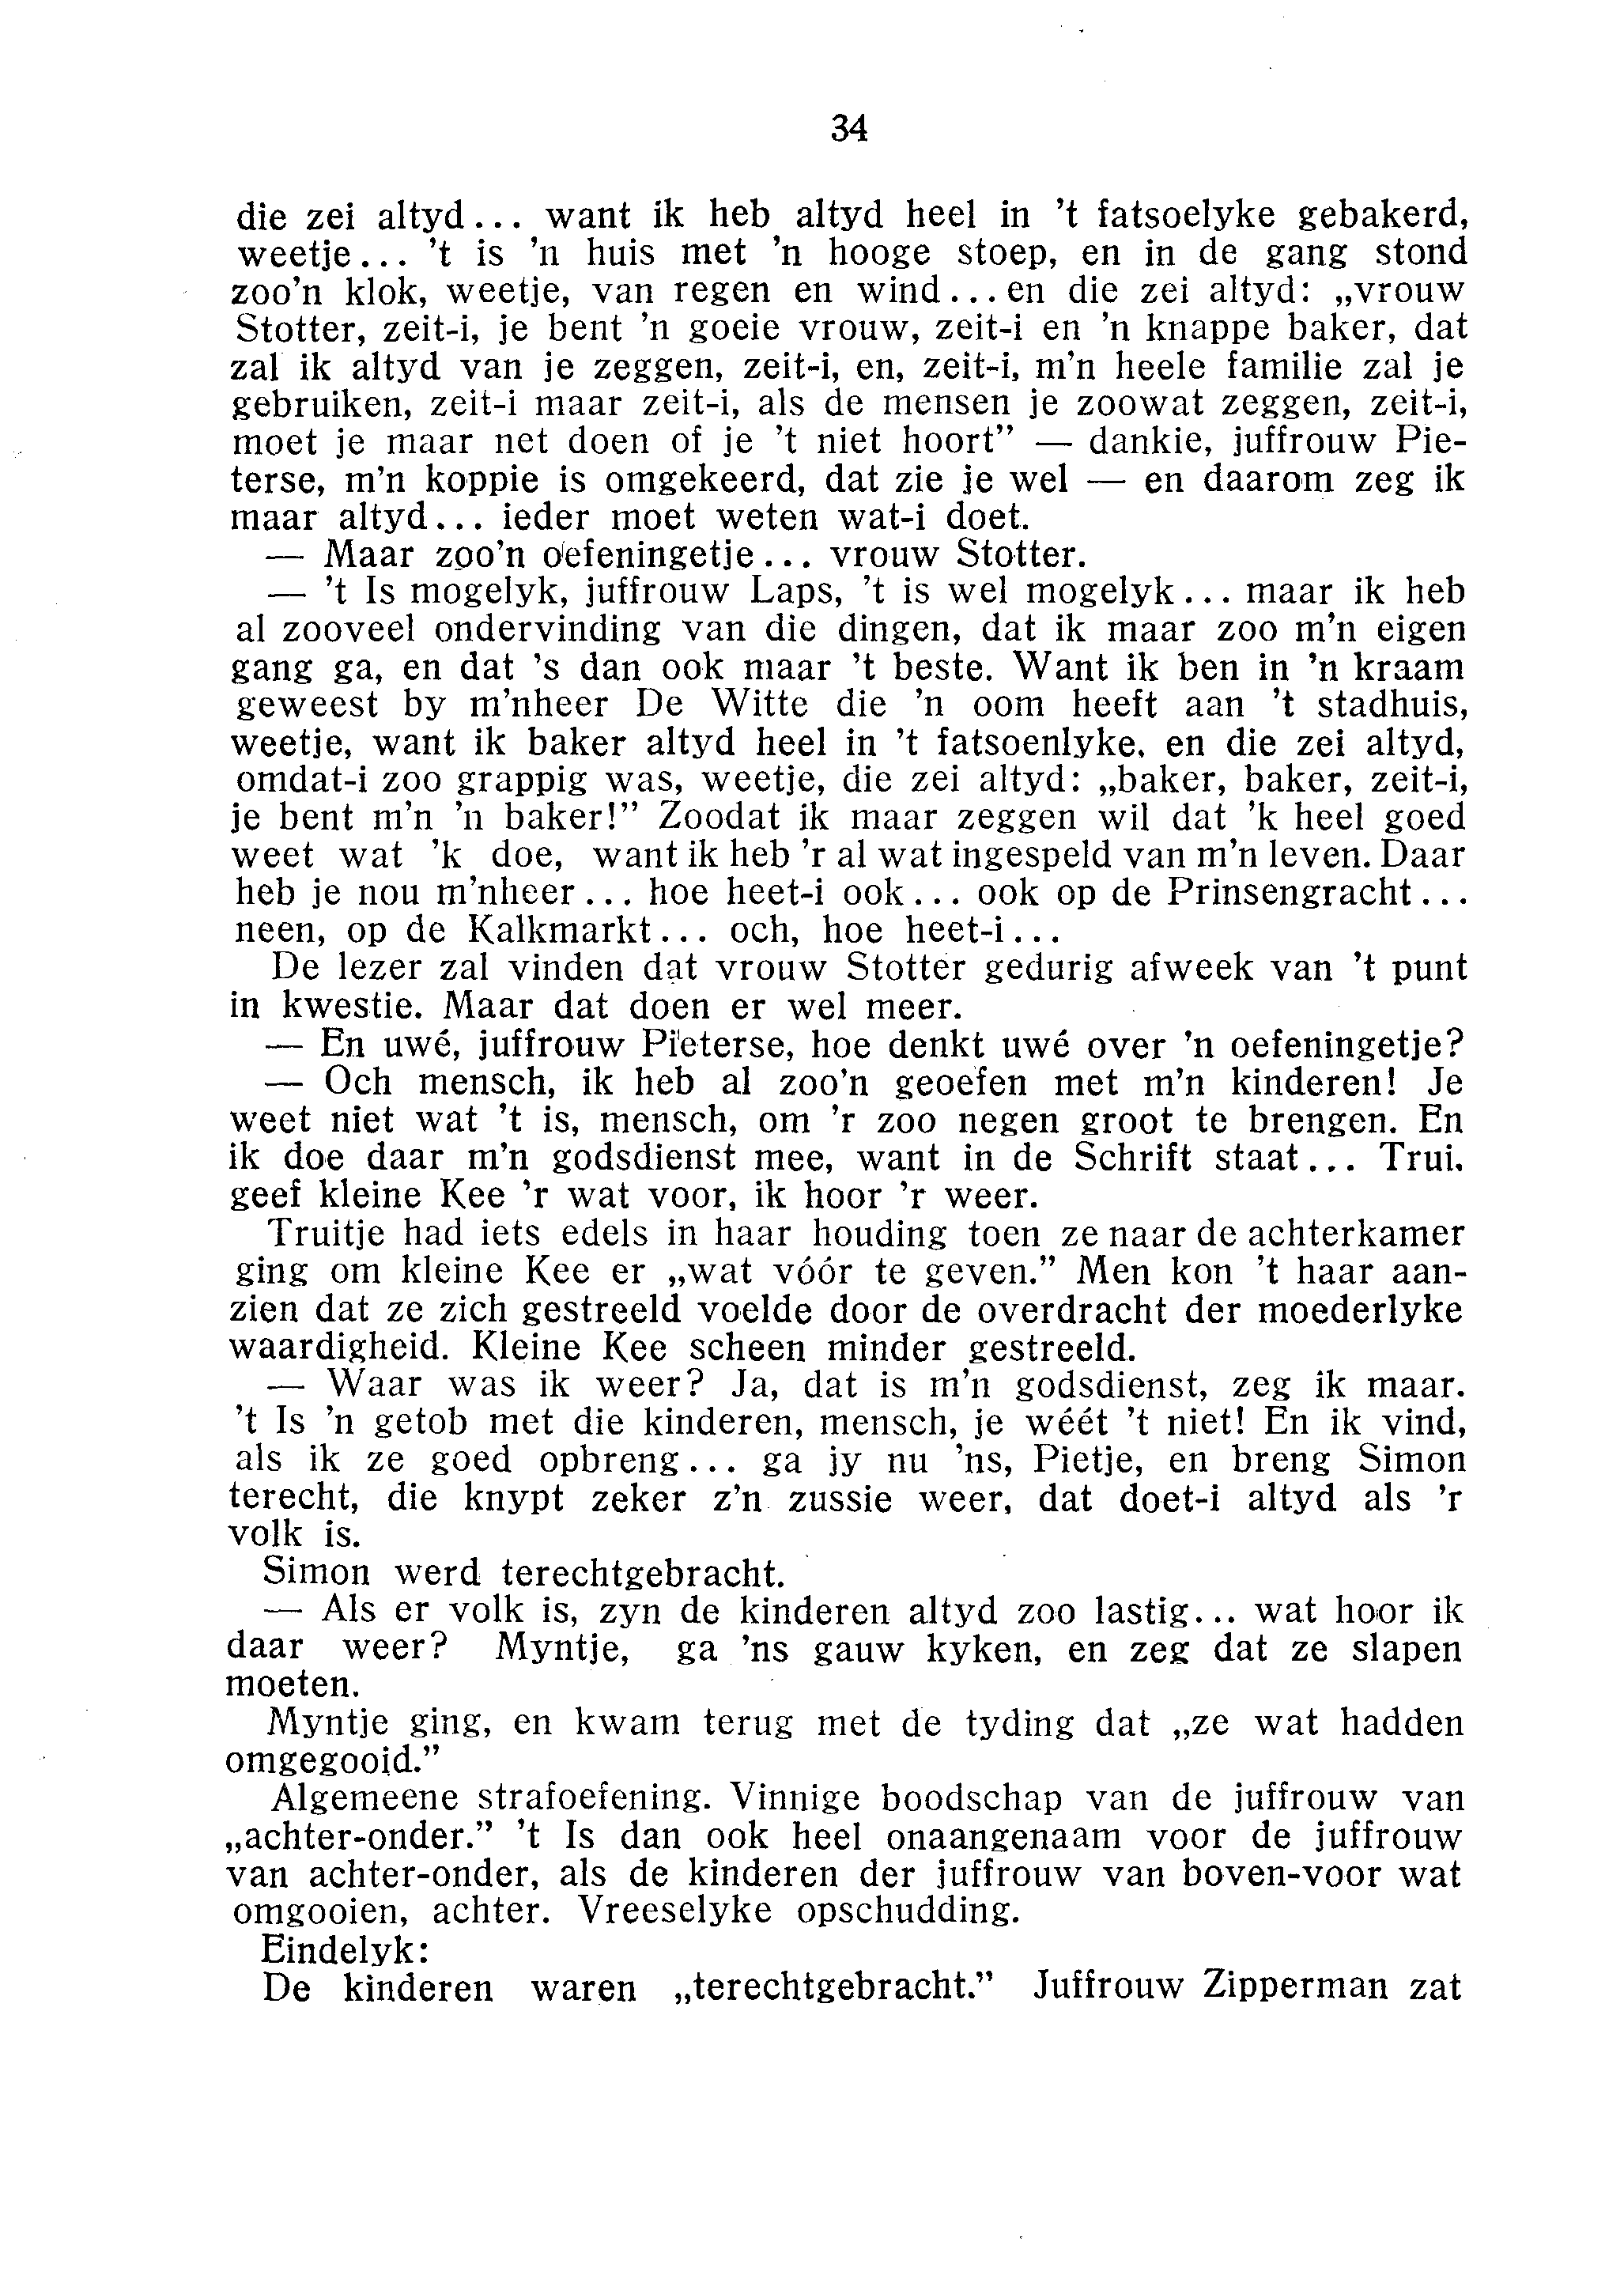 34
die zei altyd... want ik heb altyd heel in 't fatsoelyke gebakerd,
weetje... 't is 'n huis met 'n hooge stoep, en in de gang stond
zoo'n klok, weetje, van regen en wind...en die zei altyd: „vrouw
Stotter, zeit-i, je bent 'n goeie vrouw, zeit-i en 'n knappe baker, dat
zal ik altyd van je zeggen, zeit-i, en, zeit-i, m'n heele familie zal je
gebruiken, zeit-i maar zeit-i, als de mensen je zoowat zeggen, zeit-i,
moet je maar net doen of je 't niet hoort” — dankie, juffrouw Pie-
terse, m'n koppie is omgekeerd, dat zie je wel — en daarom zeg ik
maar altyd... ieder moet weten wat-i doet.
— Maar zoo'n oefeningetje... vrouw Stotter.
— 't Is mogelyk, juffrouw Laps, 't is wel mogelyk... maar ik heb
al zooveel ondervinding van die dingen, dat ik maar zoo m'n eigen
gang ga, en dat 's dan ook maar 't beste. Want ik ben in 'n kraam
geweest by m'nheer De Witte die 'n oom heeft aan 't stadhuis,
weetje, want ik baker altyd heel in 't fatsoenlyke, en die zei altyd,
omdat-i zoo grappig was, weetje, die zei altyd: „baker, baker, zeit-i,
je bent m'n 'n baker!” Zoodat ik maar zeggen wil dat 'k heel goed
weet wat 'k doe, want ik heb 'r al wat ingespeld van m'n leven. Daar
heb je nou m'nheer... hoe heet-i ook... ook op de Prinsengracht...
neen, op de Kalkmarkt... och, hoe heet-i...
De lezer zal vinden dat vrouw Stotter gedurig afweek van 't punt
in kwestie. Maar dat doen er wel meer.
— En uwé, juffrouw Pieterse, hoe denkt uwé over 'n oefeningetje?
— Och mensch, ik heb al zoo'n geoefen met m'n kinderen! Je
weet niet wat 't is, mensch, om 'r zoo negen groot te brengen. En
ik doe daar m'n godsdienst mee, want in de Schrift staat... Trui.
geef kleine Kee 'r wat voor, ik hoor 'r weer.
Truitje had iets edels in haar houding toen ze naar de achterkamer
ging om kleine Kee er „wat vóór te geven.” Men kon 't haar aan-
zien dat ze zich gestreeld voelde door de overdracht der moederlyke
waardigheid. Kleine Kee scheen minder gestreeld.
— Waar was ik weer? Ja, dat is m'n godsdienst, zeg ik maar.
't Is 'n getob met die kinderen, mensch, je wéét 't niet! En ik vind,
als ik ze goed opbreng... ga jy nu 'ns, Pietje, en breng Simon
terecht, die knypt zeker z'n zussie weer, dat doet-i altyd als 'r
volk is.
Simon werd terechtgebracht.
— Als er volk is, zyn de kinderen altyd zoo lastig... wat hoor ik
daar weer? Myntje, ga 'ns gauw kyken, en zeg dat ze slapen
moeten.
Myntje ging, en kwam terug met de tyding dat „ze wat hadden
omgegooid.”
Algemeene strafoefening. Vinnige boodschap van de juffrouw van
„achter-onder.” 't Is dan ook heel onaangenaam voor de juffrouw
van achter-onder, als de kinderen der juffrouw van boven-voor wat
omgooien, achter. Vreeselyke opschudding.
Eindelyk:
De kinderen waren „terechtgebracht.” Juffrouw Zipperman zat